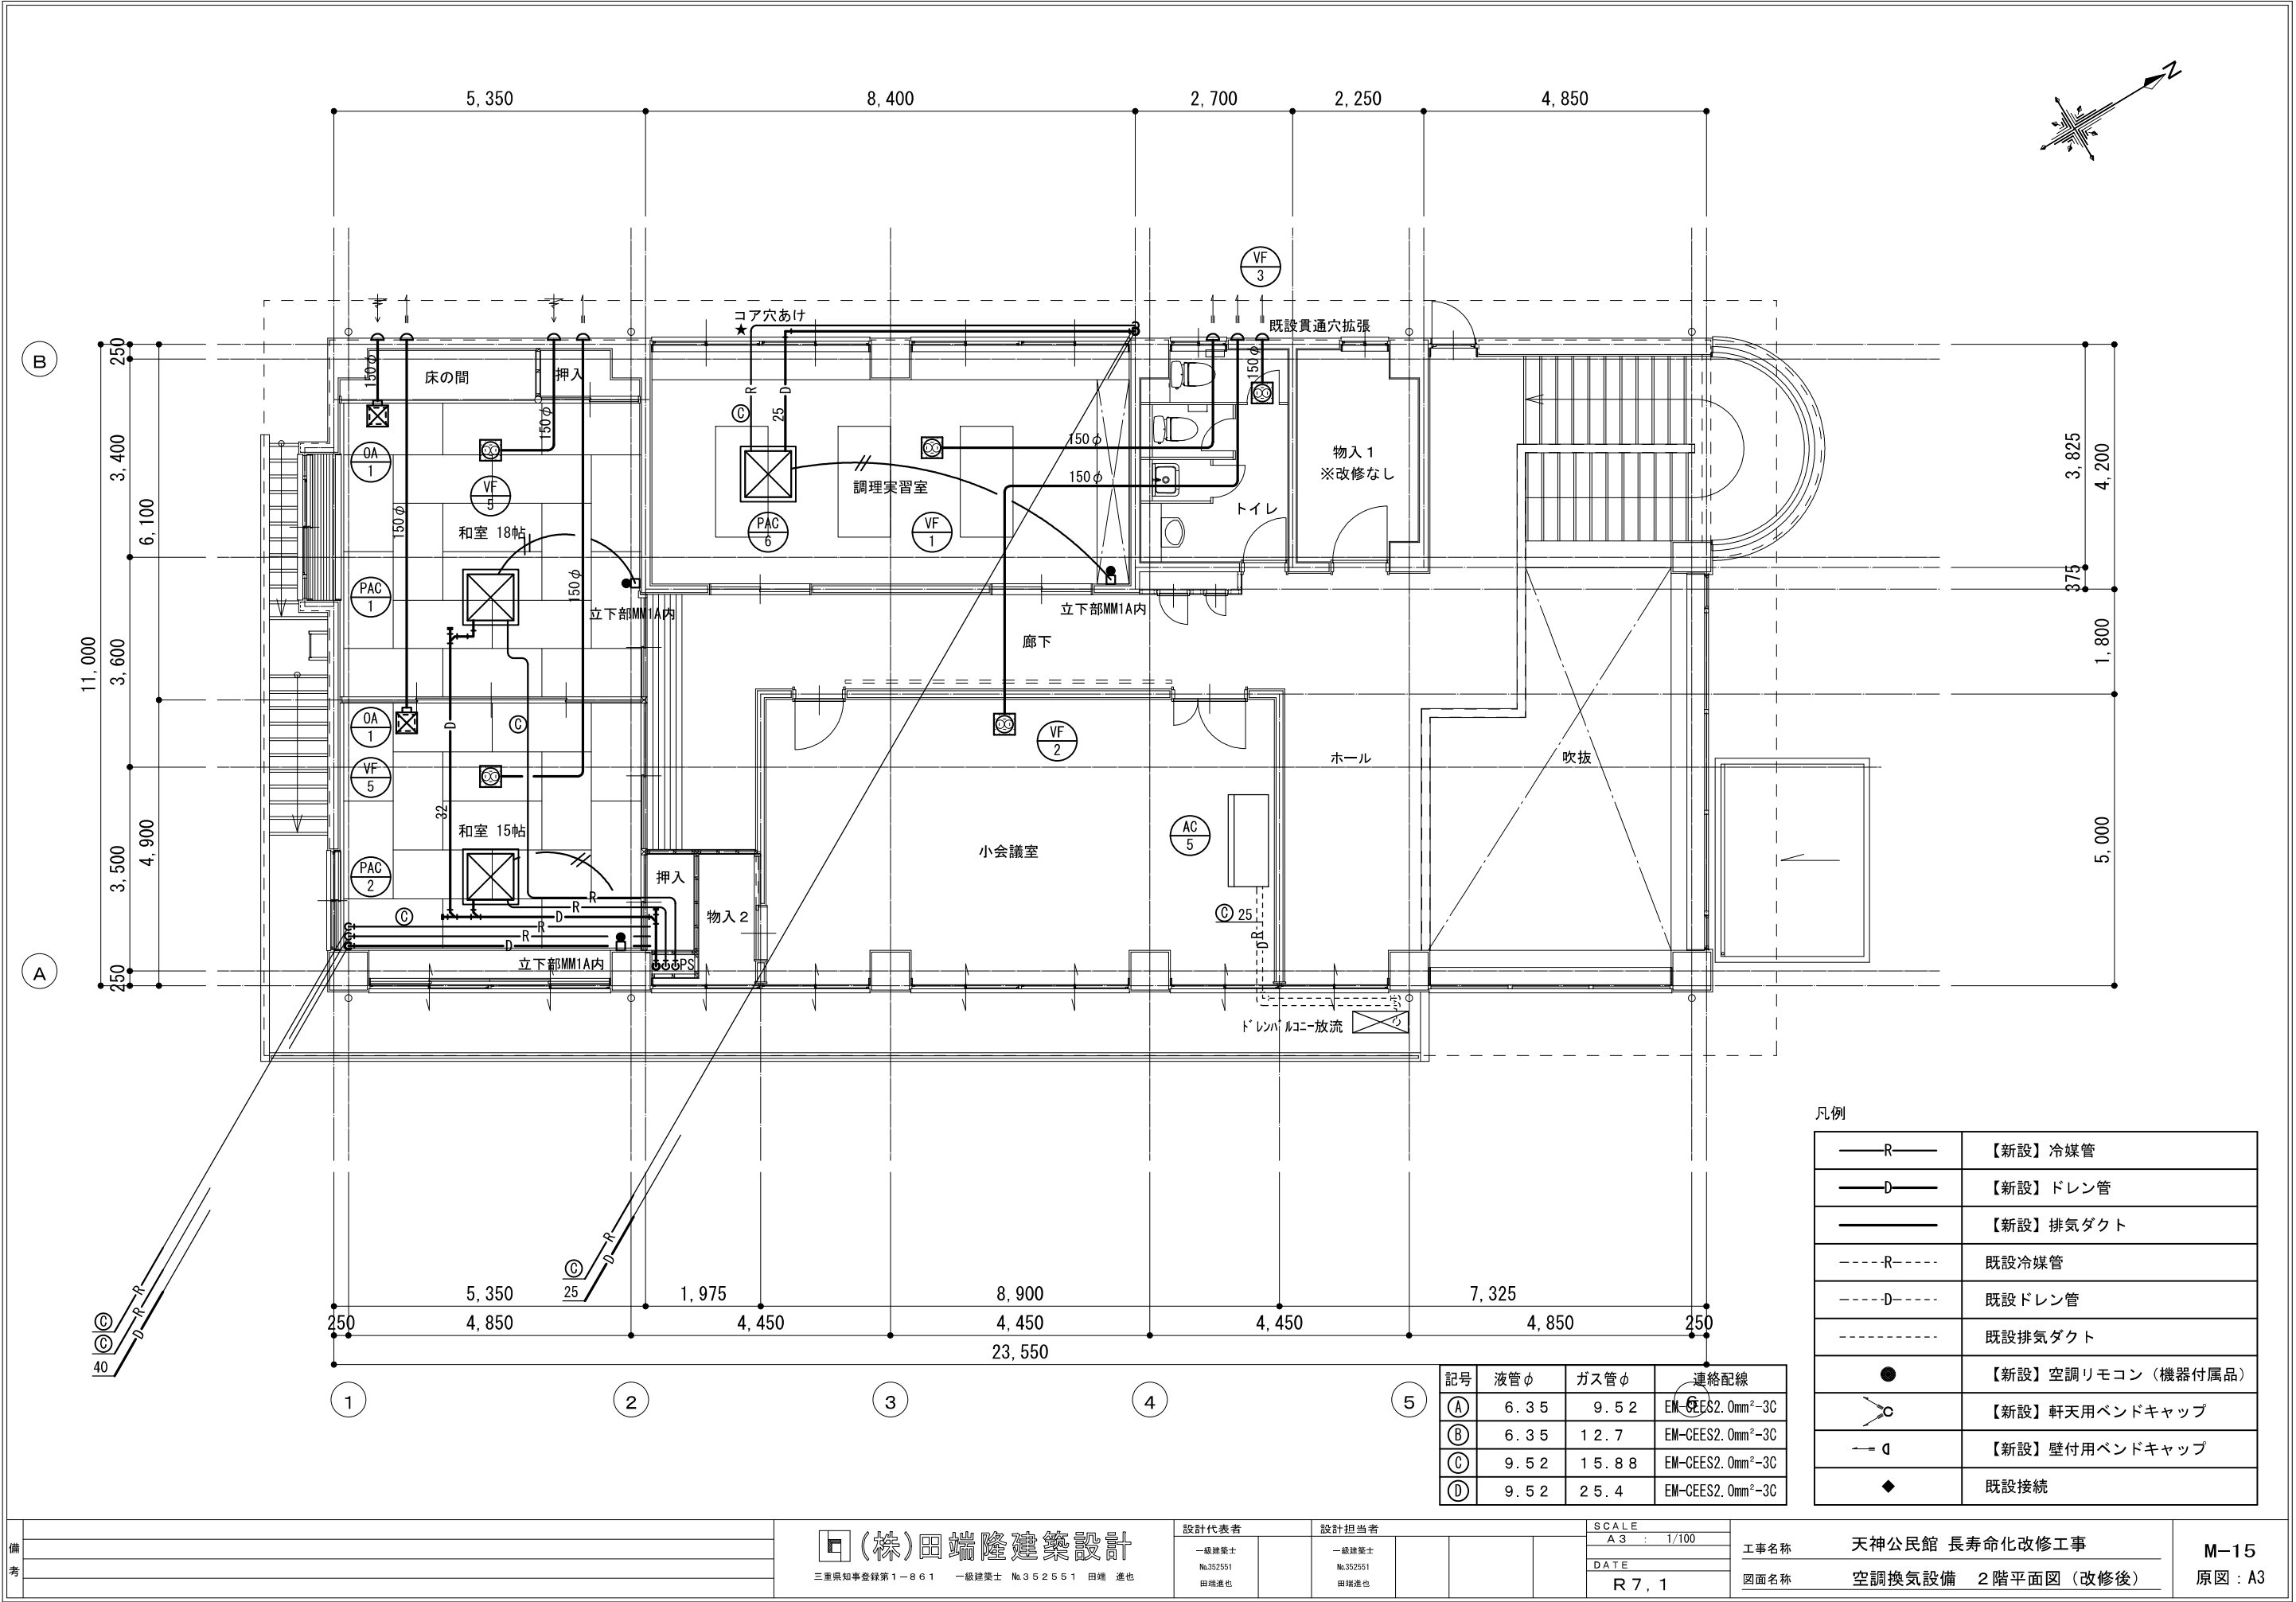 N
5,350
8,400
2,700
2,250
4,850
VF
3
コア穴あけ
★
既設貫通穴拡張
B
A
250
3,400
3,600
3,500
250
6,100
4,900
11,000
3,825
375
4,200
1,800
5,000
床の間
押入
150φ
150φ
150φ
150φ
150φ
150φ
150φ
OA
1
VF
5
和室 18帖
PAC
1
立下部MM1A内
R
D
25
Ⓒ
調理実習室
PAC
6
VF
1
立下部MM1A内
トイレ
物入1
※改修なし
廊下
OA
1
VF
5
D
Ⓒ
32
和室 15帖
PAC
2
Ⓒ
R
R
D
R
R
D
立下部MM1A内
PS
押入
物入2
VF
2
小会議室
AC
5
Ⓒ 25
R
D
ホール
吹抜
ドレンバルコニー放流
Ⓒ
R
Ⓒ
R
40
D
Ⓒ
R
25
D
5,350
1,975
8,900
7,325
250
4,850
4,450
4,450
4,450
4,850
250
23,550
1
2
3
4
5
6
凡例
R 【新設】冷媒管
D 【新設】ドレン管
【新設】排気ダクト
R 既設冷媒管
D 既設ドレン管
既設排気ダクト
● 【新設】空調リモコン（機器付属品）
【新設】軒天用ベンドキャップ
【新設】壁付用ベンドキャップ
◆ 既設接続
記号 液管φ ガス管φ 連絡配線
Ⓐ 6.35 9.52 EM-CEES2.0mm²-3C
Ⓑ 6.35 12.7 EM-CEES2.0mm²-3C
Ⓒ 9.52 15.88 EM-CEES2.0mm²-3C
Ⓓ 9.52 25.4 EM-CEES2.0mm²-3C
備考
(株)田端隆建築設計
三重県知事登録第1-861 一級建築士 №352551 田端 進也
設計代表者
一級建築士
№352551
田端進也
設計担当者
一級建築士
№352551
田端進也
SCALE
A3 : 1/100
DATE
R7,1
工事名称 天神公民館 長寿命化改修工事
図面名称 空調換気設備 2階平面図（改修後）
M-15
原図：A3